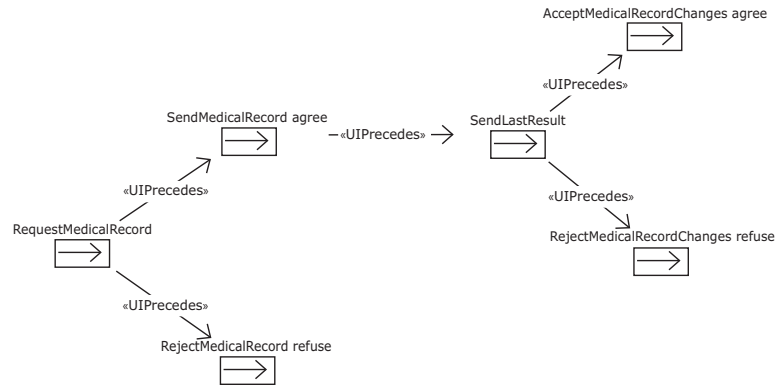 AcceptMedicalRecordChanges agree
«UIPrecedes»
SendMedicalRecord agree
«UIPrecedes»
SendLastResult
«UIPrecedes»
«UIPrecedes»
RequestMedicalRecord
RejectMedicalRecordChanges refuse
«UIPrecedes»
RejectMedicalRecord refuse